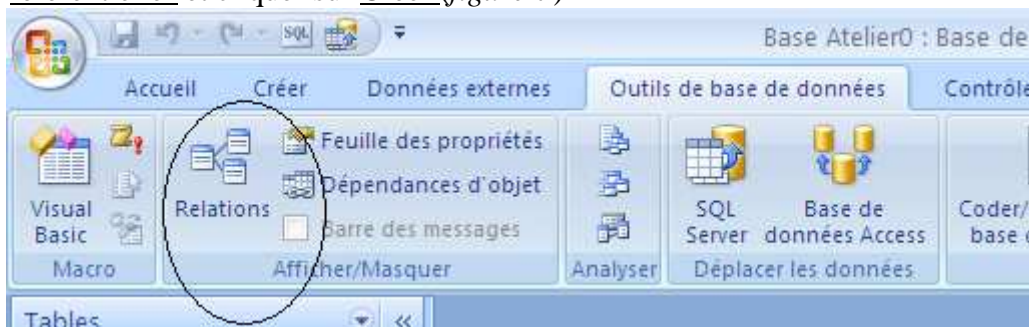 SQL
Base Atelier0 : Base de
Accueil Créer Données externes Outils de base de données Contrôle
Feuille des propriétés
Dépendances d'objet
Barre des messages
Visual Basic
Relations
SQL Server
Base de données Access
Coder/
base
Macro Afficher/Masquer Analyser Déplacer les données
Tables